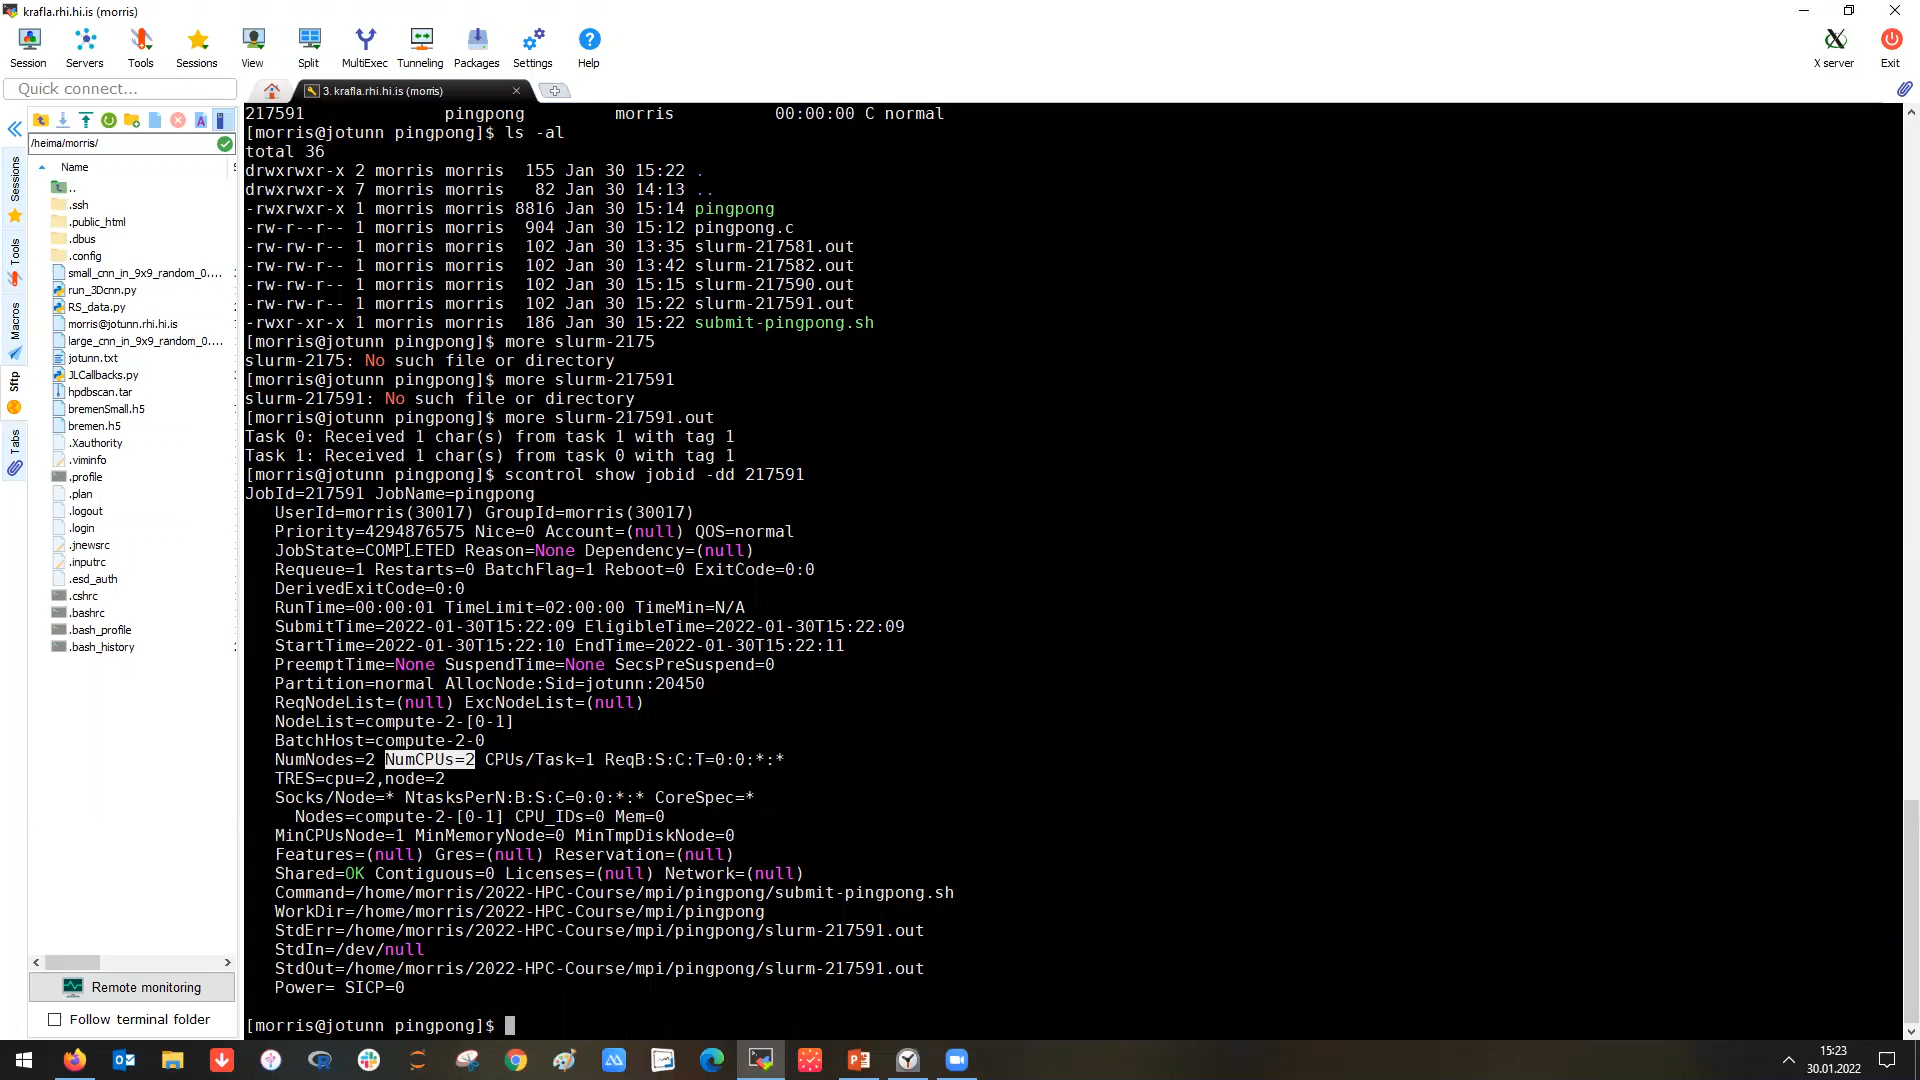 krafla.rhi.hi.is (morris)
Session Servers Tools Sessions View Split MultiExec Tunneling Packages Settings Help X server Exit
Quick connect...
3. krafla.rhi.hi.is (morris)
/heima/morris/
Name
..
.ssh
.public_html
.dbus
.config
small_cnn_in_9x9_random_0....
run_3Dcnn.py
RS_data.py
morris@jotunn.rhi.hi.is
large_cnn_in_9x9_random_0....
jotunn.txt
JLCallbacks.py
hpdbscan.tar
bremenSmall.h5
bremen.h5
.Xauthority
.viminfo
.profile
.plan
.logout
.login
.jnewsrc
.inputrc
.esd_auth
.cshrc
.bashrc
.bash_profile
.bash_history
Remote monitoring
Follow terminal folder
Sessions
Tools
Macros
Sftp
Tabs
217591 pingpong morris 00:00:00 C normal
[morris@jotunn pingpong]$ ls -al
total 36
drwxrwxr-x 2 morris morris 155 Jan 30 15:22 .
drwxrwxr-x 7 morris morris 82 Jan 30 14:13 ..
-rwxrwxr-x 1 morris morris 8816 Jan 30 15:14 pingpong
-rw-r--r-- 1 morris morris 904 Jan 30 15:12 pingpong.c
-rw-rw-r-- 1 morris morris 102 Jan 30 13:35 slurm-217581.out
-rw-rw-r-- 1 morris morris 102 Jan 30 13:42 slurm-217582.out
-rw-rw-r-- 1 morris morris 102 Jan 30 15:15 slurm-217590.out
-rw-rw-r-- 1 morris morris 102 Jan 30 15:22 slurm-217591.out
-rwxr-xr-x 1 morris morris 186 Jan 30 15:22 submit-pingpong.sh
[morris@jotunn pingpong]$ more slurm-2175
slurm-2175: No such file or directory
[morris@jotunn pingpong]$ more slurm-217591
slurm-217591: No such file or directory
[morris@jotunn pingpong]$ more slurm-217591.out
Task 0: Received 1 char(s) from task 1 with tag 1
Task 1: Received 1 char(s) from task 0 with tag 1
[morris@jotunn pingpong]$ scontrol show jobid -dd 217591
JobId=217591 JobName=pingpong
UserId=morris(30017) GroupId=morris(30017)
Priority=4294876575 Nice=0 Account=(null) QOS=normal
JobState=COMPLETED Reason=None Dependency=(null)
Requeue=1 Restarts=0 BatchFlag=1 Reboot=0 ExitCode=0:0
DerivedExitCode=0:0
RunTime=00:00:01 TimeLimit=02:00:00 TimeMin=N/A
SubmitTime=2022-01-30T15:22:09 EligibleTime=2022-01-30T15:22:09
StartTime=2022-01-30T15:22:10 EndTime=2022-01-30T15:22:11
PreemptTime=None SuspendTime=None SecsPreSuspend=0
Partition=normal AllocNode:Sid=jotunn:20450
ReqNodeList=(null) ExcNodeList=(null)
NodeList=compute-2-[0-1]
BatchHost=compute-2-0
NumNodes=2 NumCPUs=2 CPUs/Task=1 ReqB:S:C:T=0:0:*:*
TRES=cpu=2,node=2
Socks/Node=* NtasksPerN:B:S:C=0:0:*:* CoreSpec=*
Nodes=compute-2-[0-1] CPU_IDs=0 Mem=0
MinCPUsNode=1 MinMemoryNode=0 MinTmpDiskNode=0
Features=(null) Gres=(null) Reservation=(null)
Shared=OK Contiguous=0 Licenses=(null) Network=(null)
Command=/home/morris/2022-HPC-Course/mpi/pingpong/submit-pingpong.sh
WorkDir=/home/morris/2022-HPC-Course/mpi/pingpong
StdErr=/home/morris/2022-HPC-Course/mpi/pingpong/slurm-217591.out
StdIn=/dev/null
StdOut=/home/morris/2022-HPC-Course/mpi/pingpong/slurm-217591.out
Power= SICP=0
[morris@jotunn pingpong]$
15:23
30.01.2022